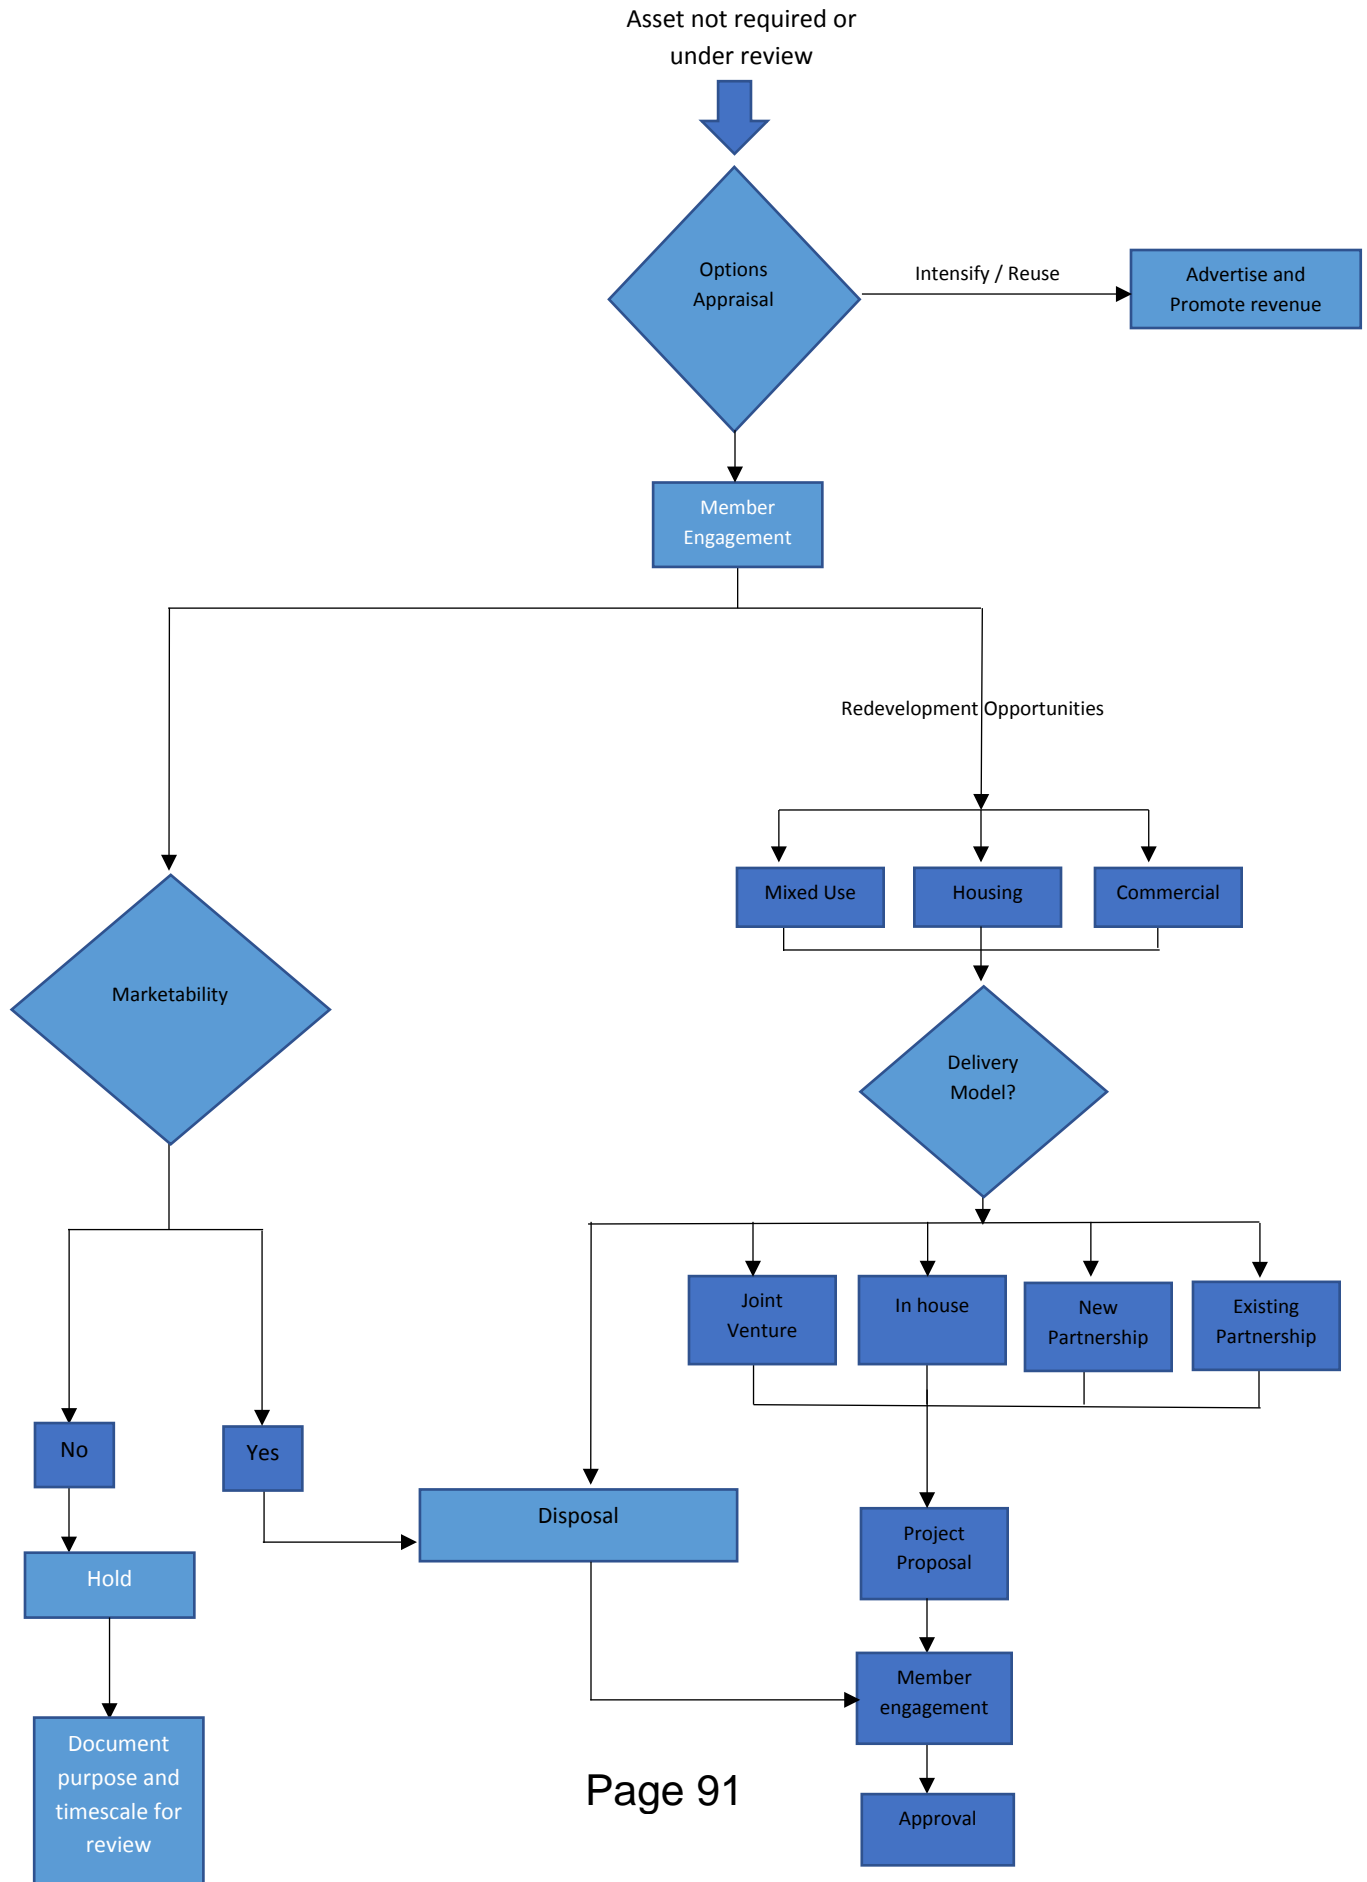 Asset not required or
under review
Options
Appraisal
Intensify / Reuse
Advertise and
Promote revenue
Member
Engagement
Redevelopment Opportunities
Mixed Use
Housing
Commercial
Marketability
Delivery
Model?
Joint
Venture
In house
New
Partnership
Existing
Partnership
No
Yes
Disposal
Project
Proposal
Hold
Member
engagement
Document
purpose and
timescale for
review
Page 91
Approval